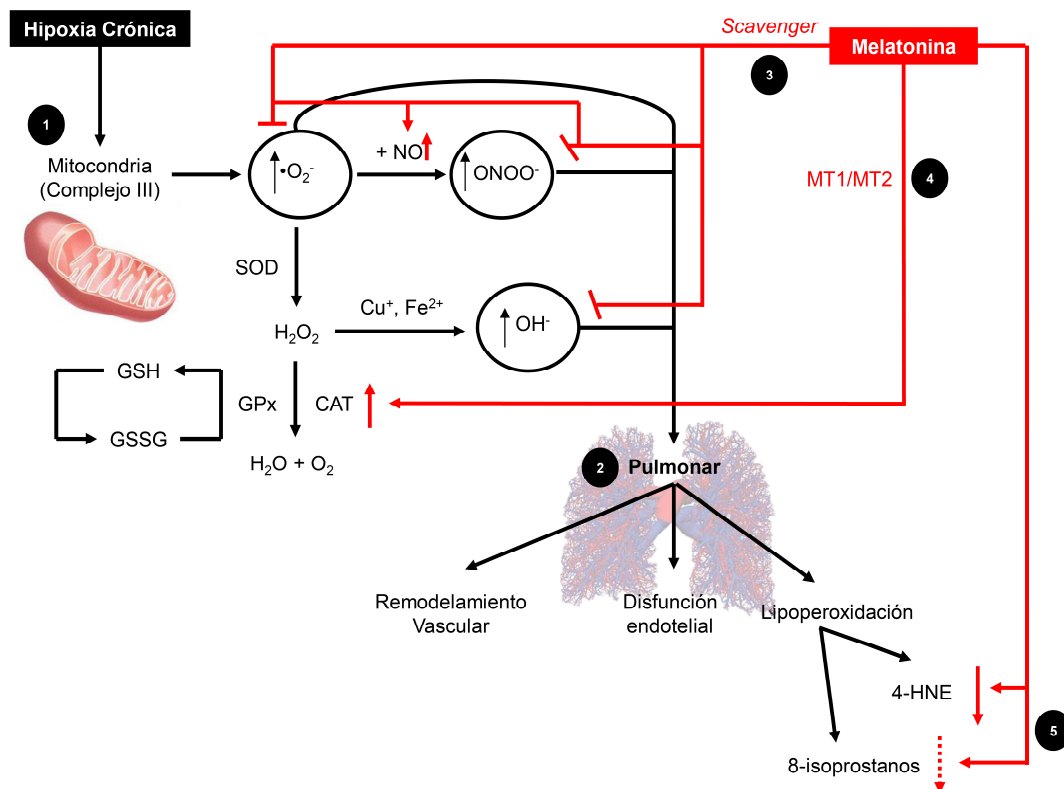 Hipoxia Crónica
Scavenger
Melatonina
3
1
Mitocondria
(Complejo III)
↑•O₂⁻
+ NO↑
↑ONOO⁻
MT1/MT2
4
SOD
H₂O₂
Cu⁺, Fe²⁺
↑OH⁻
GSH
GSSG
GPx
CAT ↑
H₂O + O₂
2
Pulmonar
Remodelamiento
Vascular
Disfunción
endotelial
Lipoperoxidación
4-HNE
5
8-isoprostanos